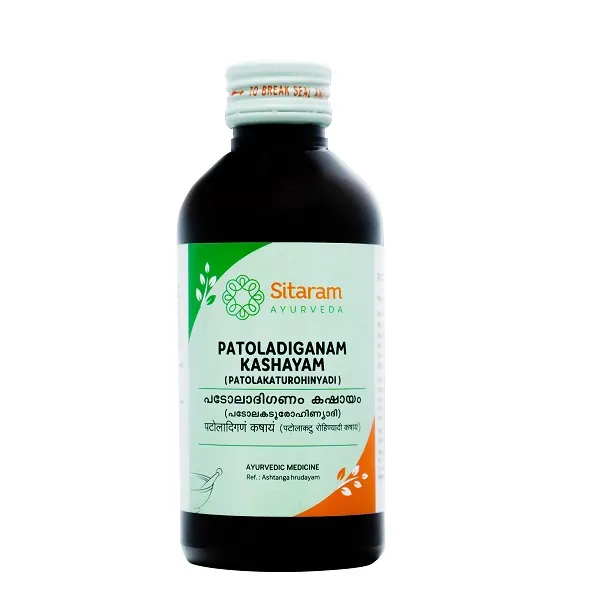 TO BREAK SEAL
Sitaram
AYURVEDA
PATOLADIGANAM
KASHAYAM
(PATOLAKATUROHINYADI)
പടോലാദിഗണം കഷായം
(പടോലകടുരോഹിണ്യാദി)
पटोलादिगणं कषायं (पटोलाकटु रोहिण्यादी कषायं)
AYURVEDIC MEDICINE
Ref. : Ashtanga hrudayam